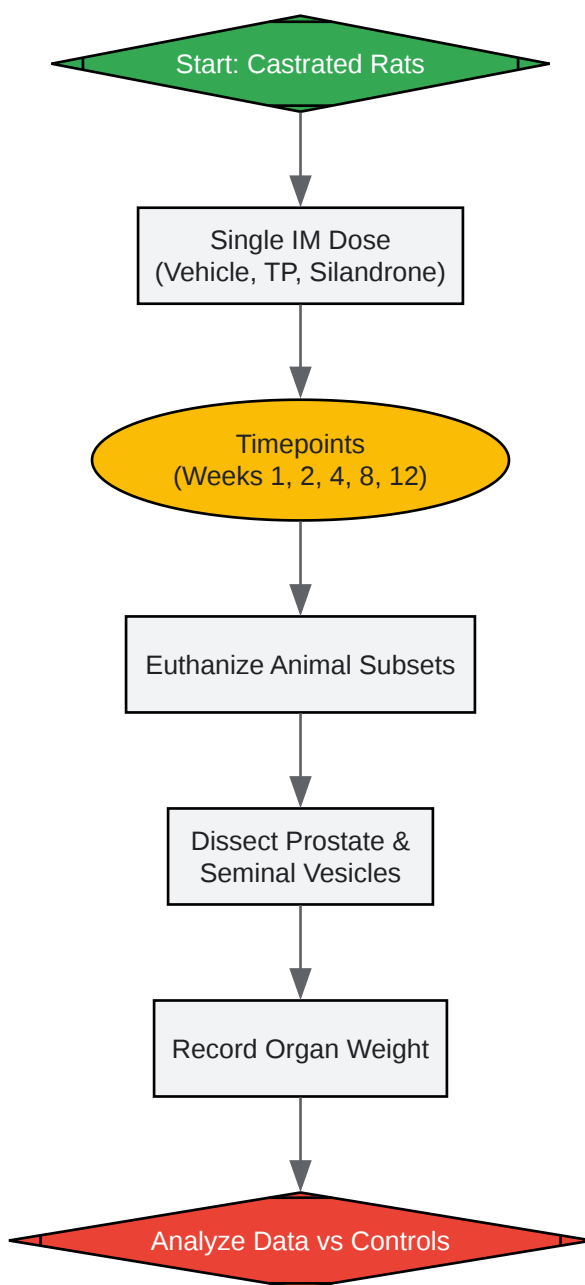 Start: Castrated Rats
Single IM Dose
(Vehicle, TP, Silandrone)
Timepoints
(Weeks 1, 2, 4, 8, 12)
Euthanize Animal Subsets
Dissect Prostate &
Seminal Vesicles
Record Organ Weight
Analyze Data vs Controls